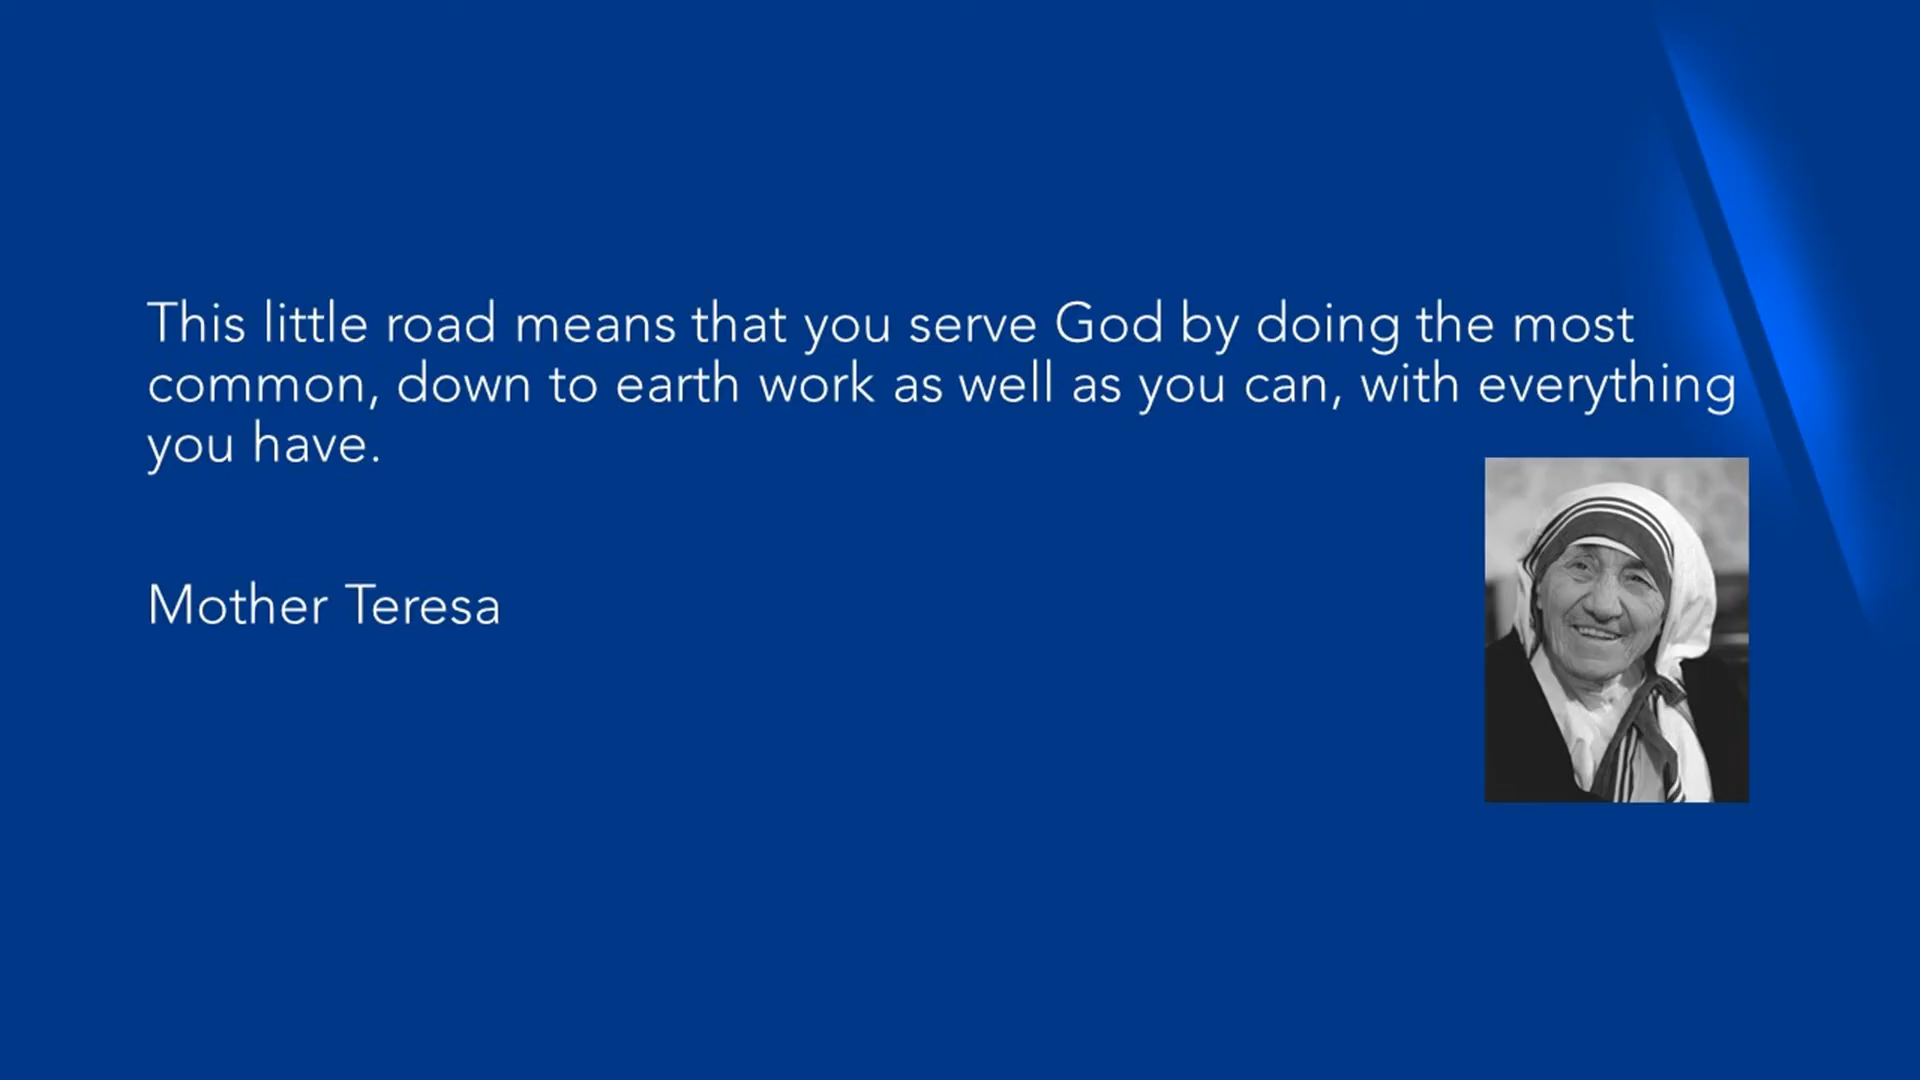 This little road means that you serve God by doing the most
common, down to earth work as well as you can, with everything
you have.
Mother Teresa